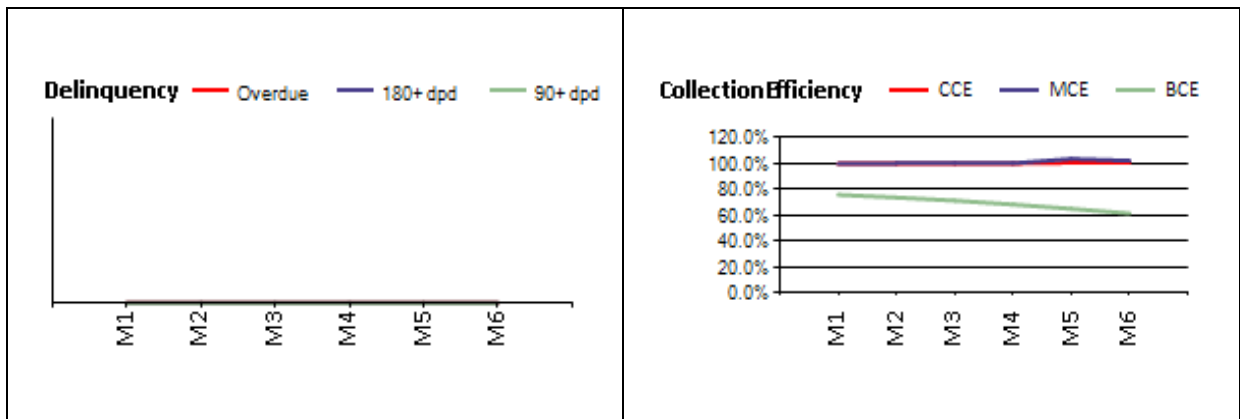 Delinquency Overdue 180+ dpd 90+ dpd
M1 M2 M3 M4 M5 M6
Collection Efficiency CCE MCE BCE
120.0%
100.0%
80.0%
60.0%
40.0%
20.0%
0.0%
M1 M2 M3 M4 M5 M6